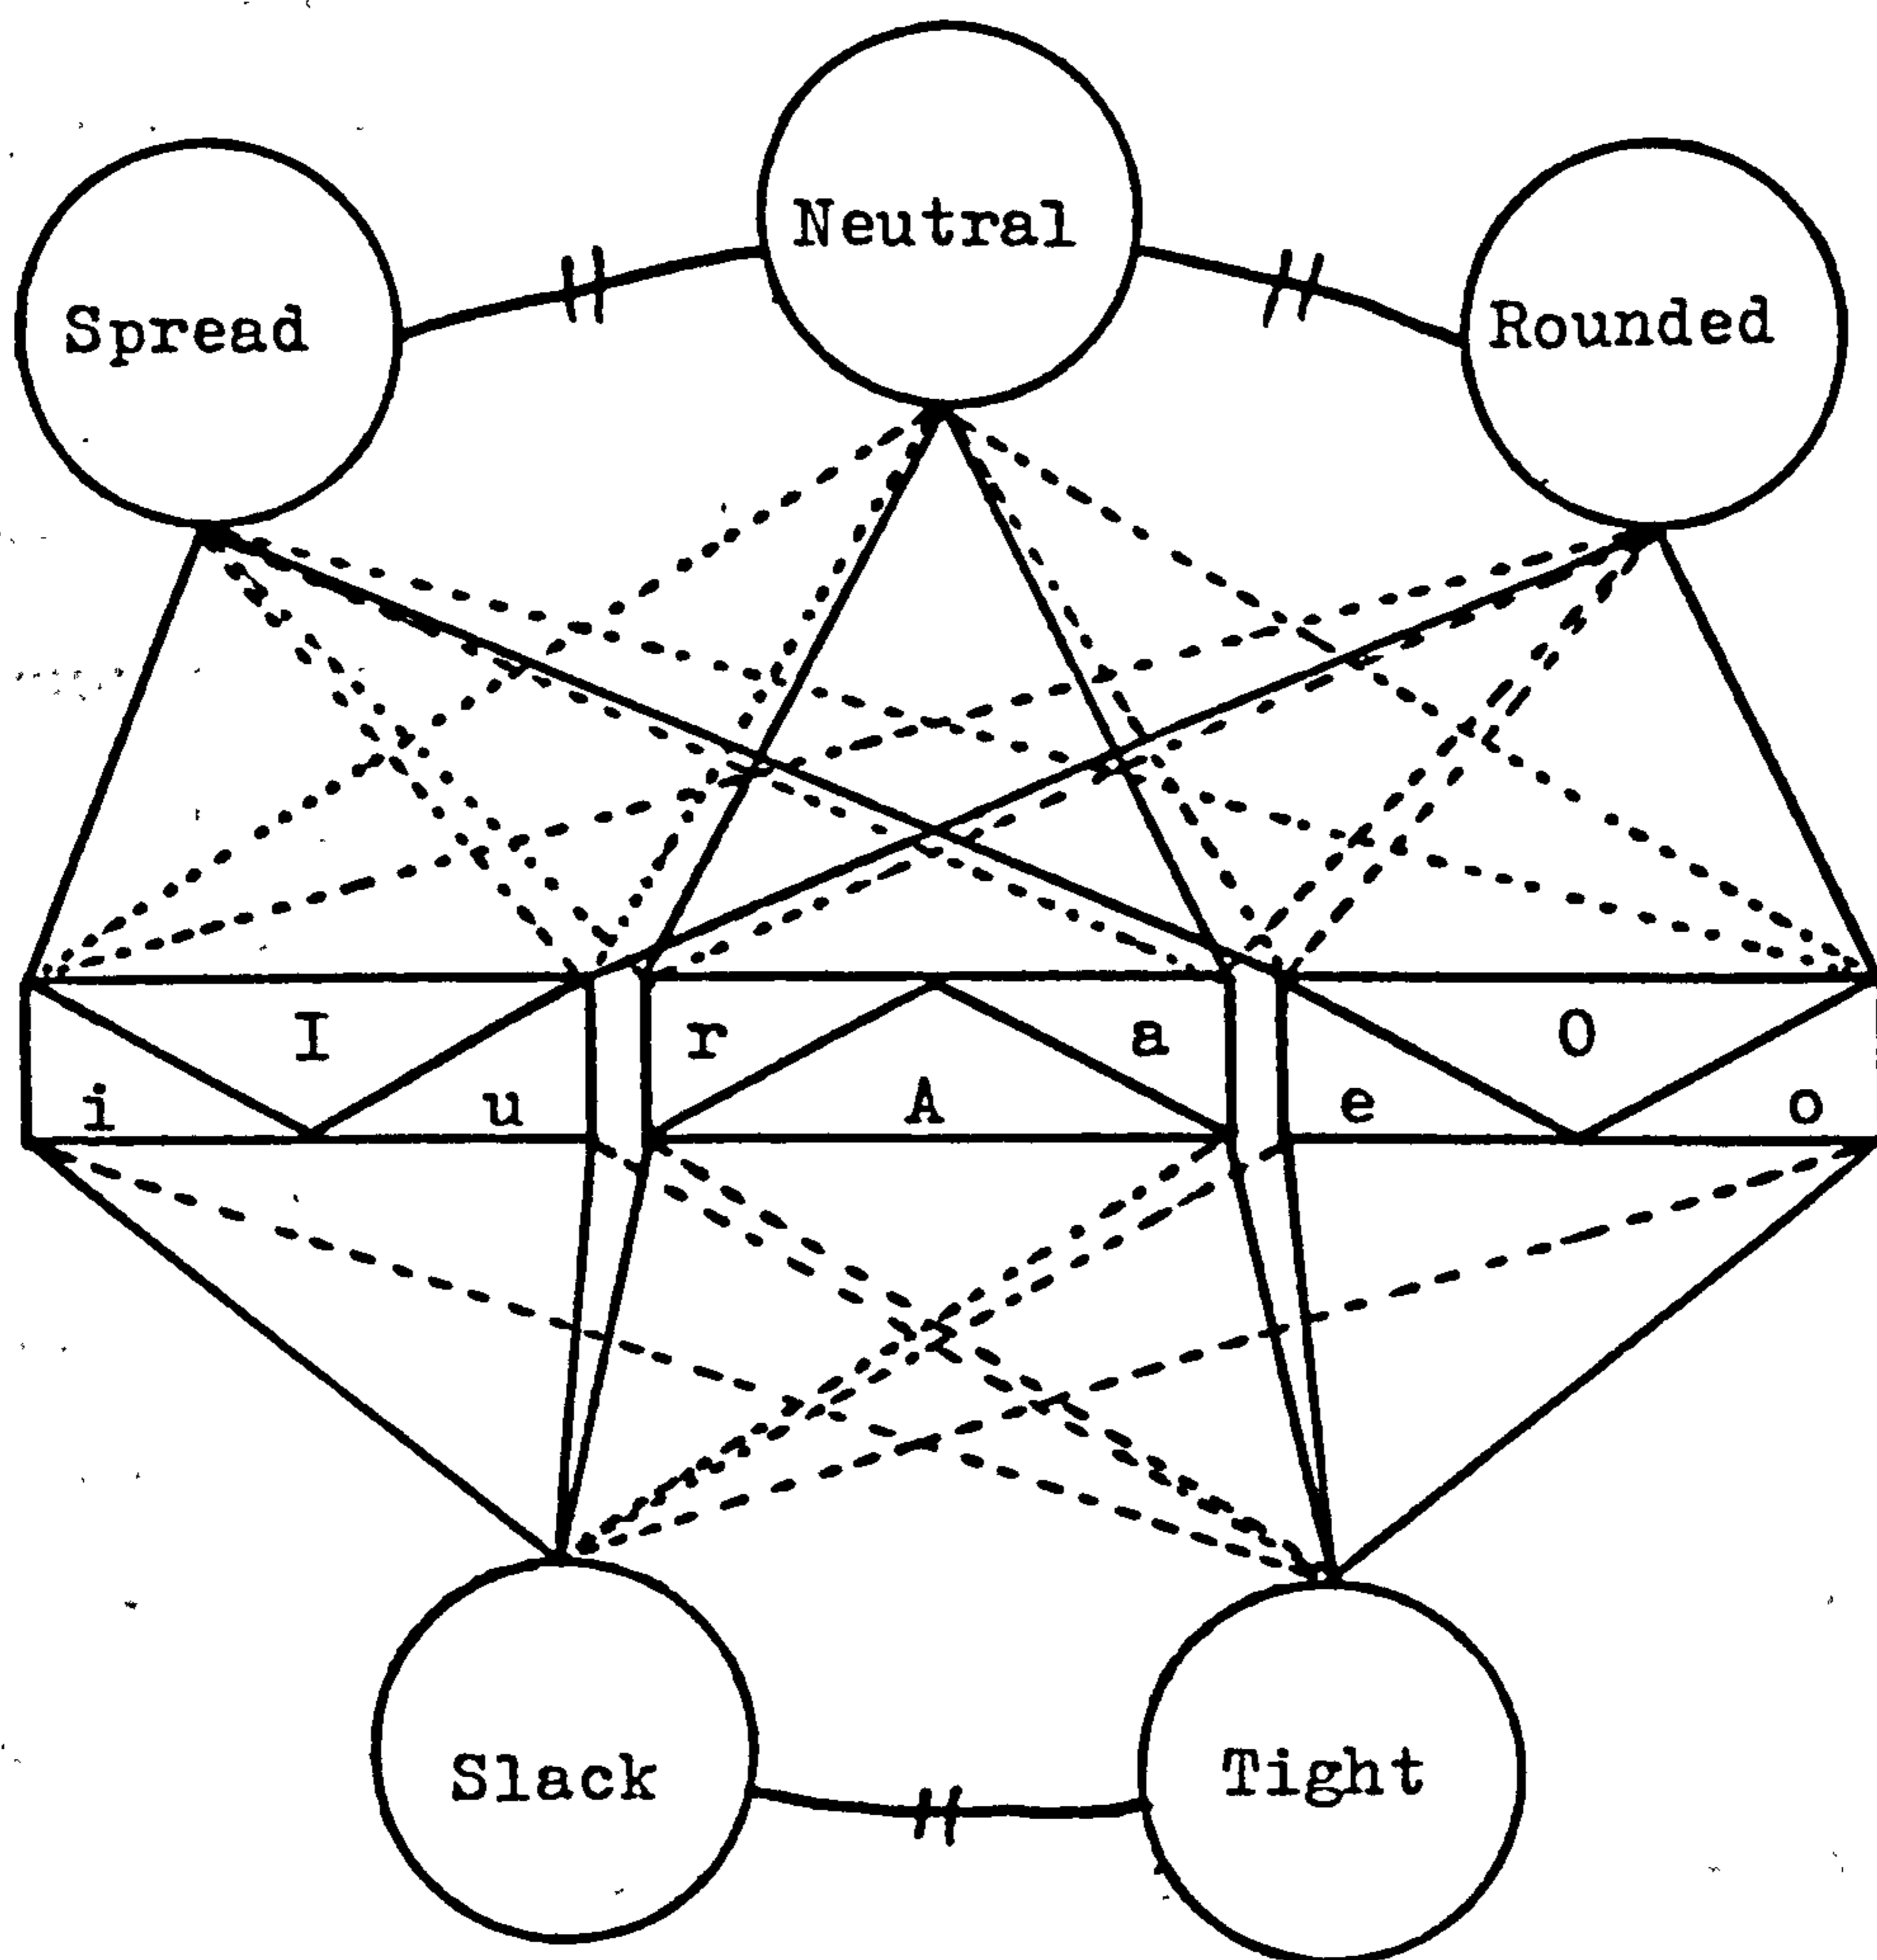 Neutral
Spread
Rounded
I
r
a
O
i
u
A
e
o
Slack
Tight